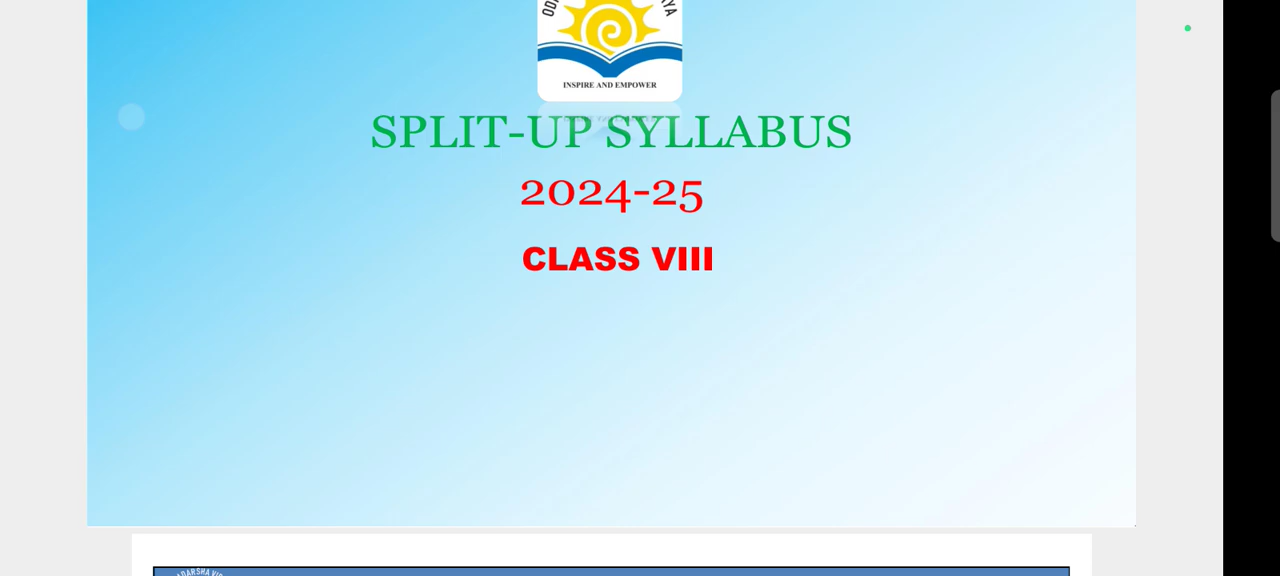 INSPIRE AND EMPOWER
SPLIT-UP SYLLABUS
2024-25
CLASS VIII